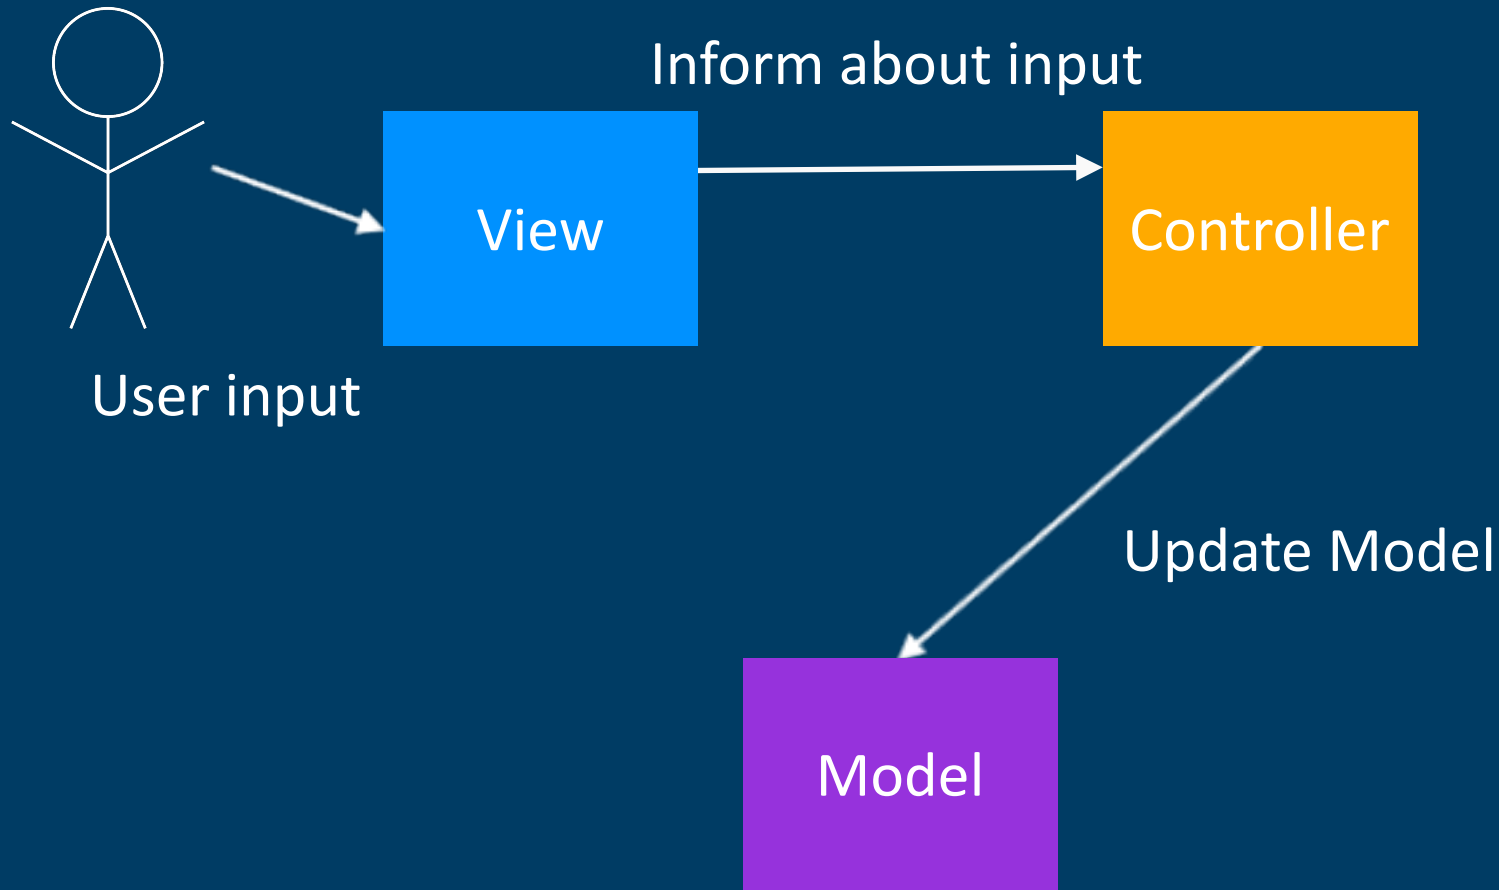 Inform about input
View
Controller
User input
Update Model
Model